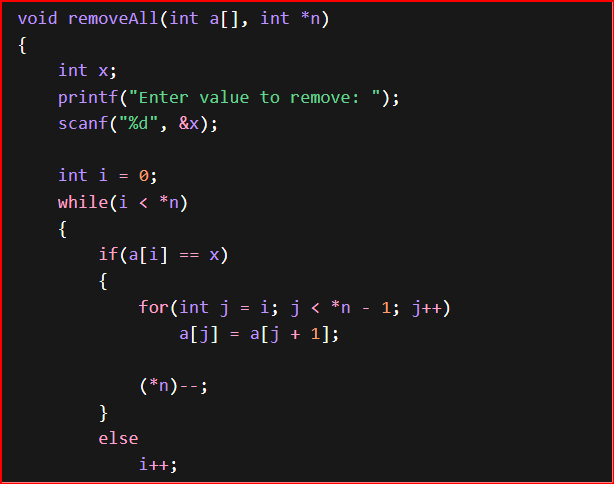 void removeAll(int a[], int *n)
{
    int x;
    printf("Enter value to remove: ");
    scanf("%d", &x);

    int i = 0;
    while(i < *n)
    {
        if(a[i] == x)
        {
            for(int j = i; j < *n - 1; j++)
                a[j] = a[j + 1];

            (*n)--;
        }
        else
            i++;